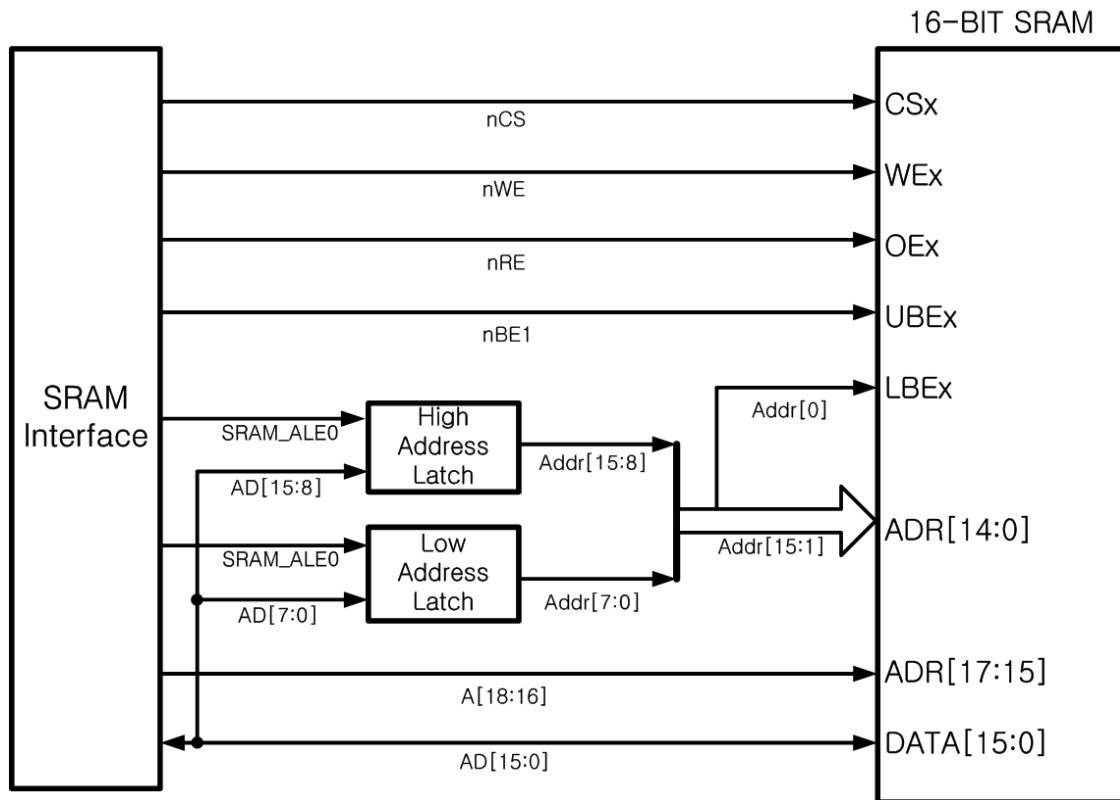 16-BIT SRAM
nCS
CSx
nWE
WEx
nRE
OEx
nBE1
UBEx
SRAM
Interface
LBEx
Addr[0]
SRAM_ALE0
AD[15:8]
High
Address
Latch
Addr[15:8]
SRAM_ALE0
AD[7:0]
Low
Address
Latch
Addr[7:0]
Addr[15:1]
ADR[14:0]
A[18:16]
ADR[17:15]
AD[15:0]
DATA[15:0]